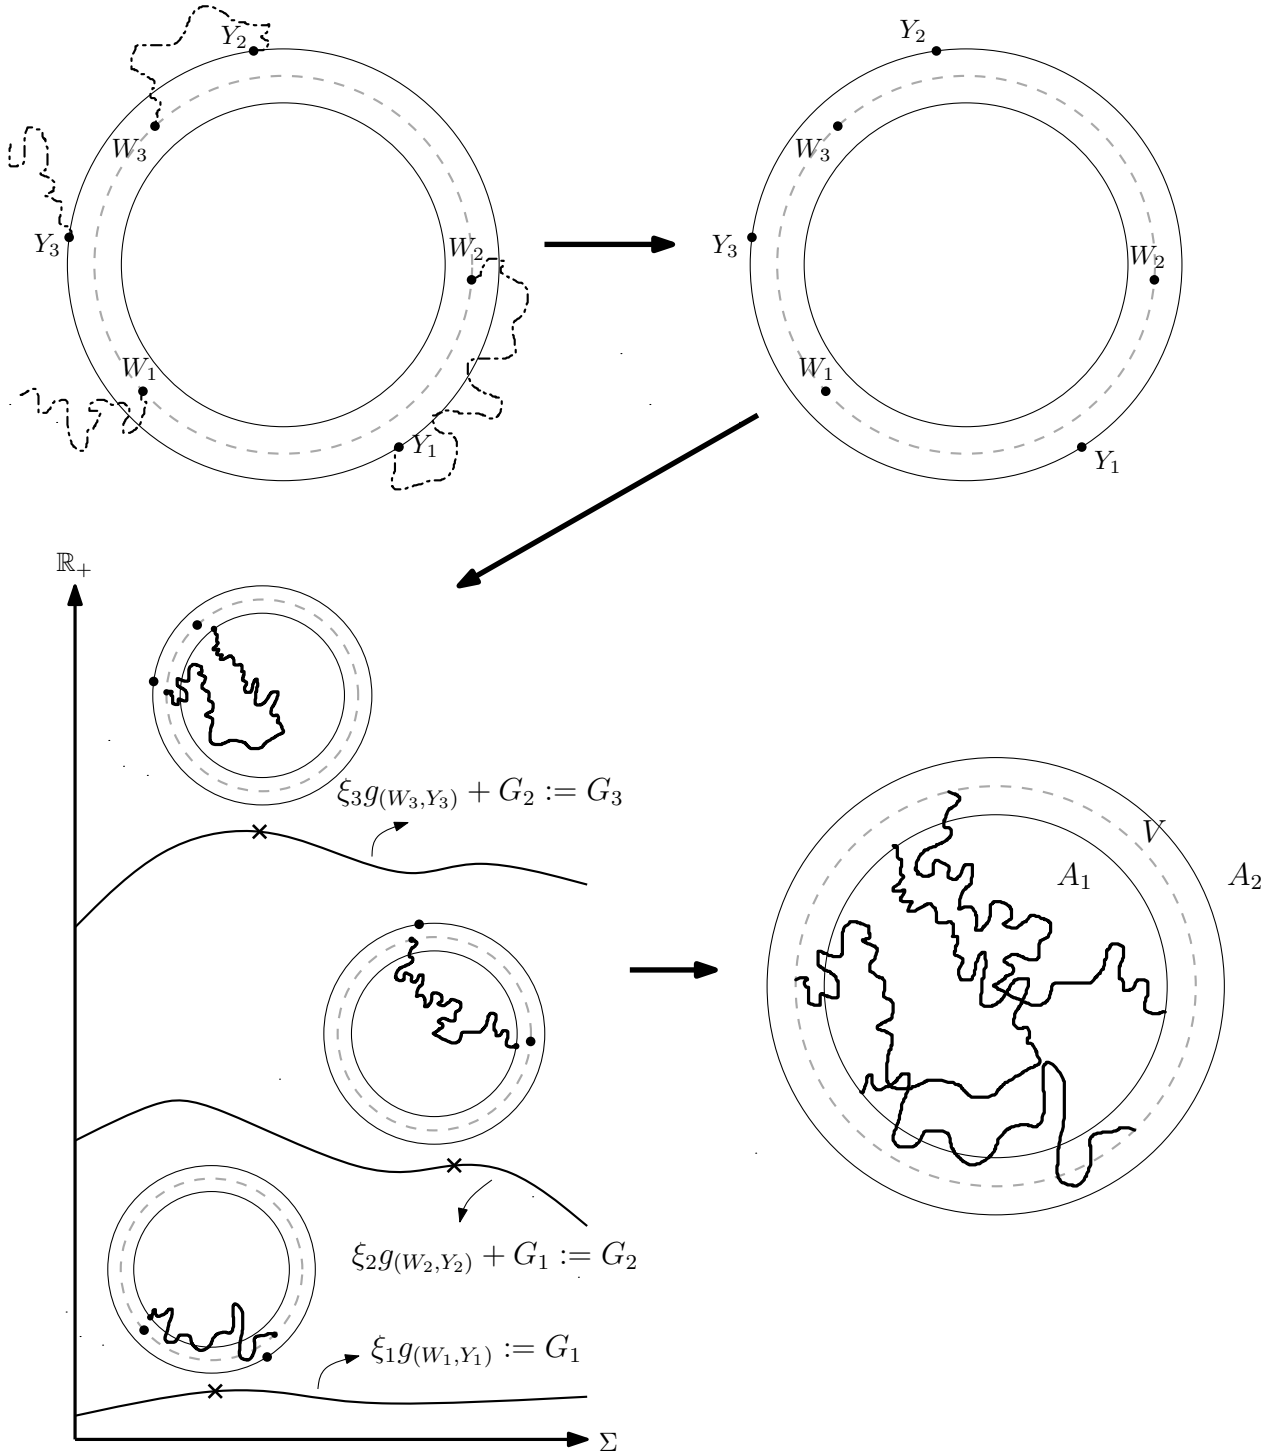 Y₂
Y₂
W₃
W₃
Y₃
Y₃
W₂
W₂
W₁
W₁
Y₁
Y₁
ℝ₊
ξ₃g₍W₃,Y₃₎ + G₂ := G₃
V
A₁
A₂
ξ₂g₍W₂,Y₂₎ + G₁ := G₂
ξ₁g₍W₁,Y₁₎ := G₁
Σ